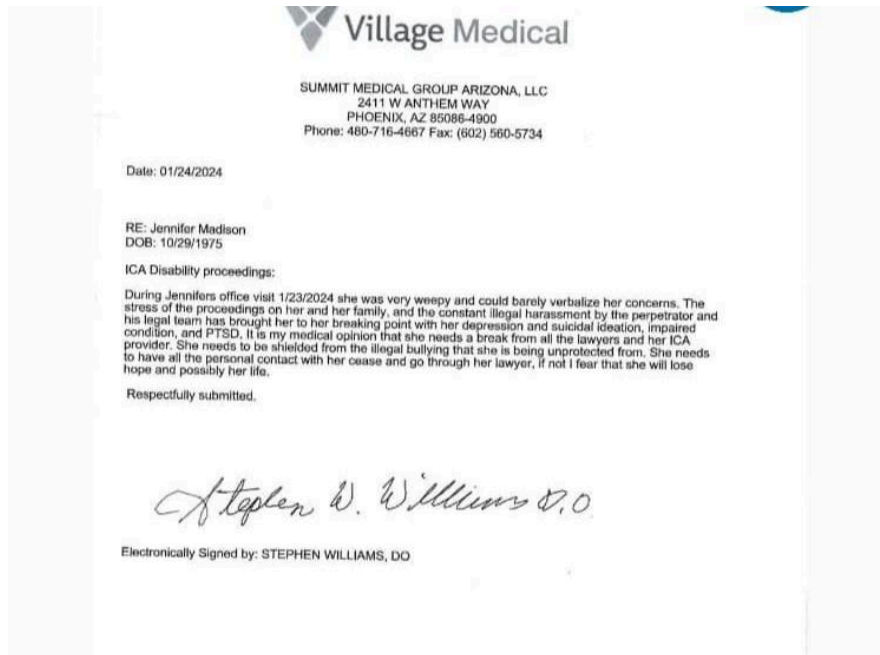 Village Medical
SUMMIT MEDICAL GROUP ARIZONA, LLC
2411 W ANTHEM WAY
PHOENIX, AZ 85086-4900
Phone: 480-716-4667 Fax: (602) 560-5734
Date: 01/24/2024
RE: Jennifer Madison
DOB: 10/29/1975
ICA Disability proceedings:
During Jennifers office visit 1/23/2024 she was very weepy and could barely verbalize her concerns. The
stress of the proceedings on her and her family, and the constant illegal harassment by the perpetrator and
his legal team has brought her to her breaking point with her depression and suicidal ideation, impaired
condition, and PTSD. It is my medical opinion that she needs a break from all the lawyers and her ICA
provider. She needs to be shielded from the illegal bullying that she is being unprotected from. She needs
to have all the personal contact with her cease and go through her lawyer, if not I fear that she will lose
hope and possibly her life.
Respectfully submitted.
Stephen W. Williams D.O
Electronically Signed by: STEPHEN WILLIAMS, DO